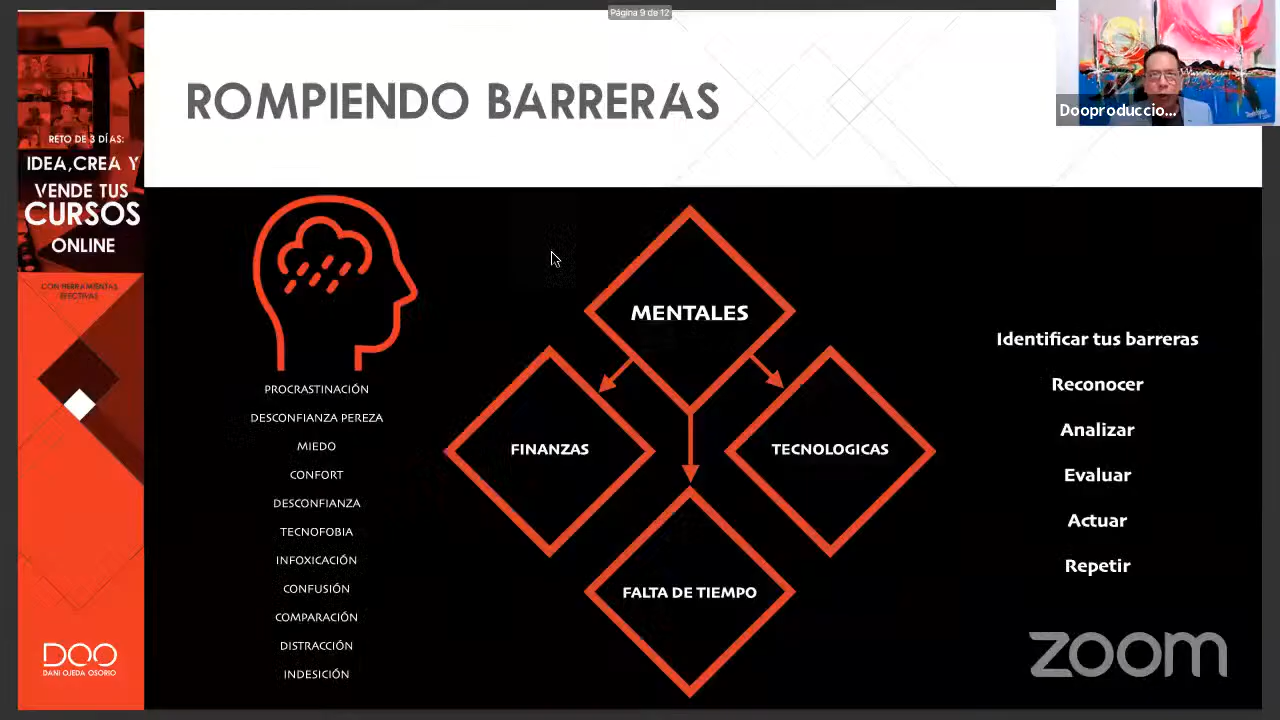 Página 9 de 12
ROMPIENDO BARRERAS
Dooproduccio...
RETO DE 3 DÍAS:
IDEA,CREA Y
VENDE TUS
CURSOS
ONLINE
CON HERRAMIENTAS
EFECTIVAS
DOO
DANI OJEDA OSORIO
PROCRASTINACIÓN
DESCONFIANZA PEREZA
MIEDO
CONFORT
DESCONFIANZA
TECNOFOBIA
INFOXICACIÓN
CONFUSIÓN
COMPARACIÓN
DISTRACCIÓN
INDESICIÓN
MENTALES
FINANZAS
TECNOLOGICAS
FALTA DE TIEMPO
Identificar tus barreras
Reconocer
Analizar
Evaluar
Actuar
Repetir
zoom